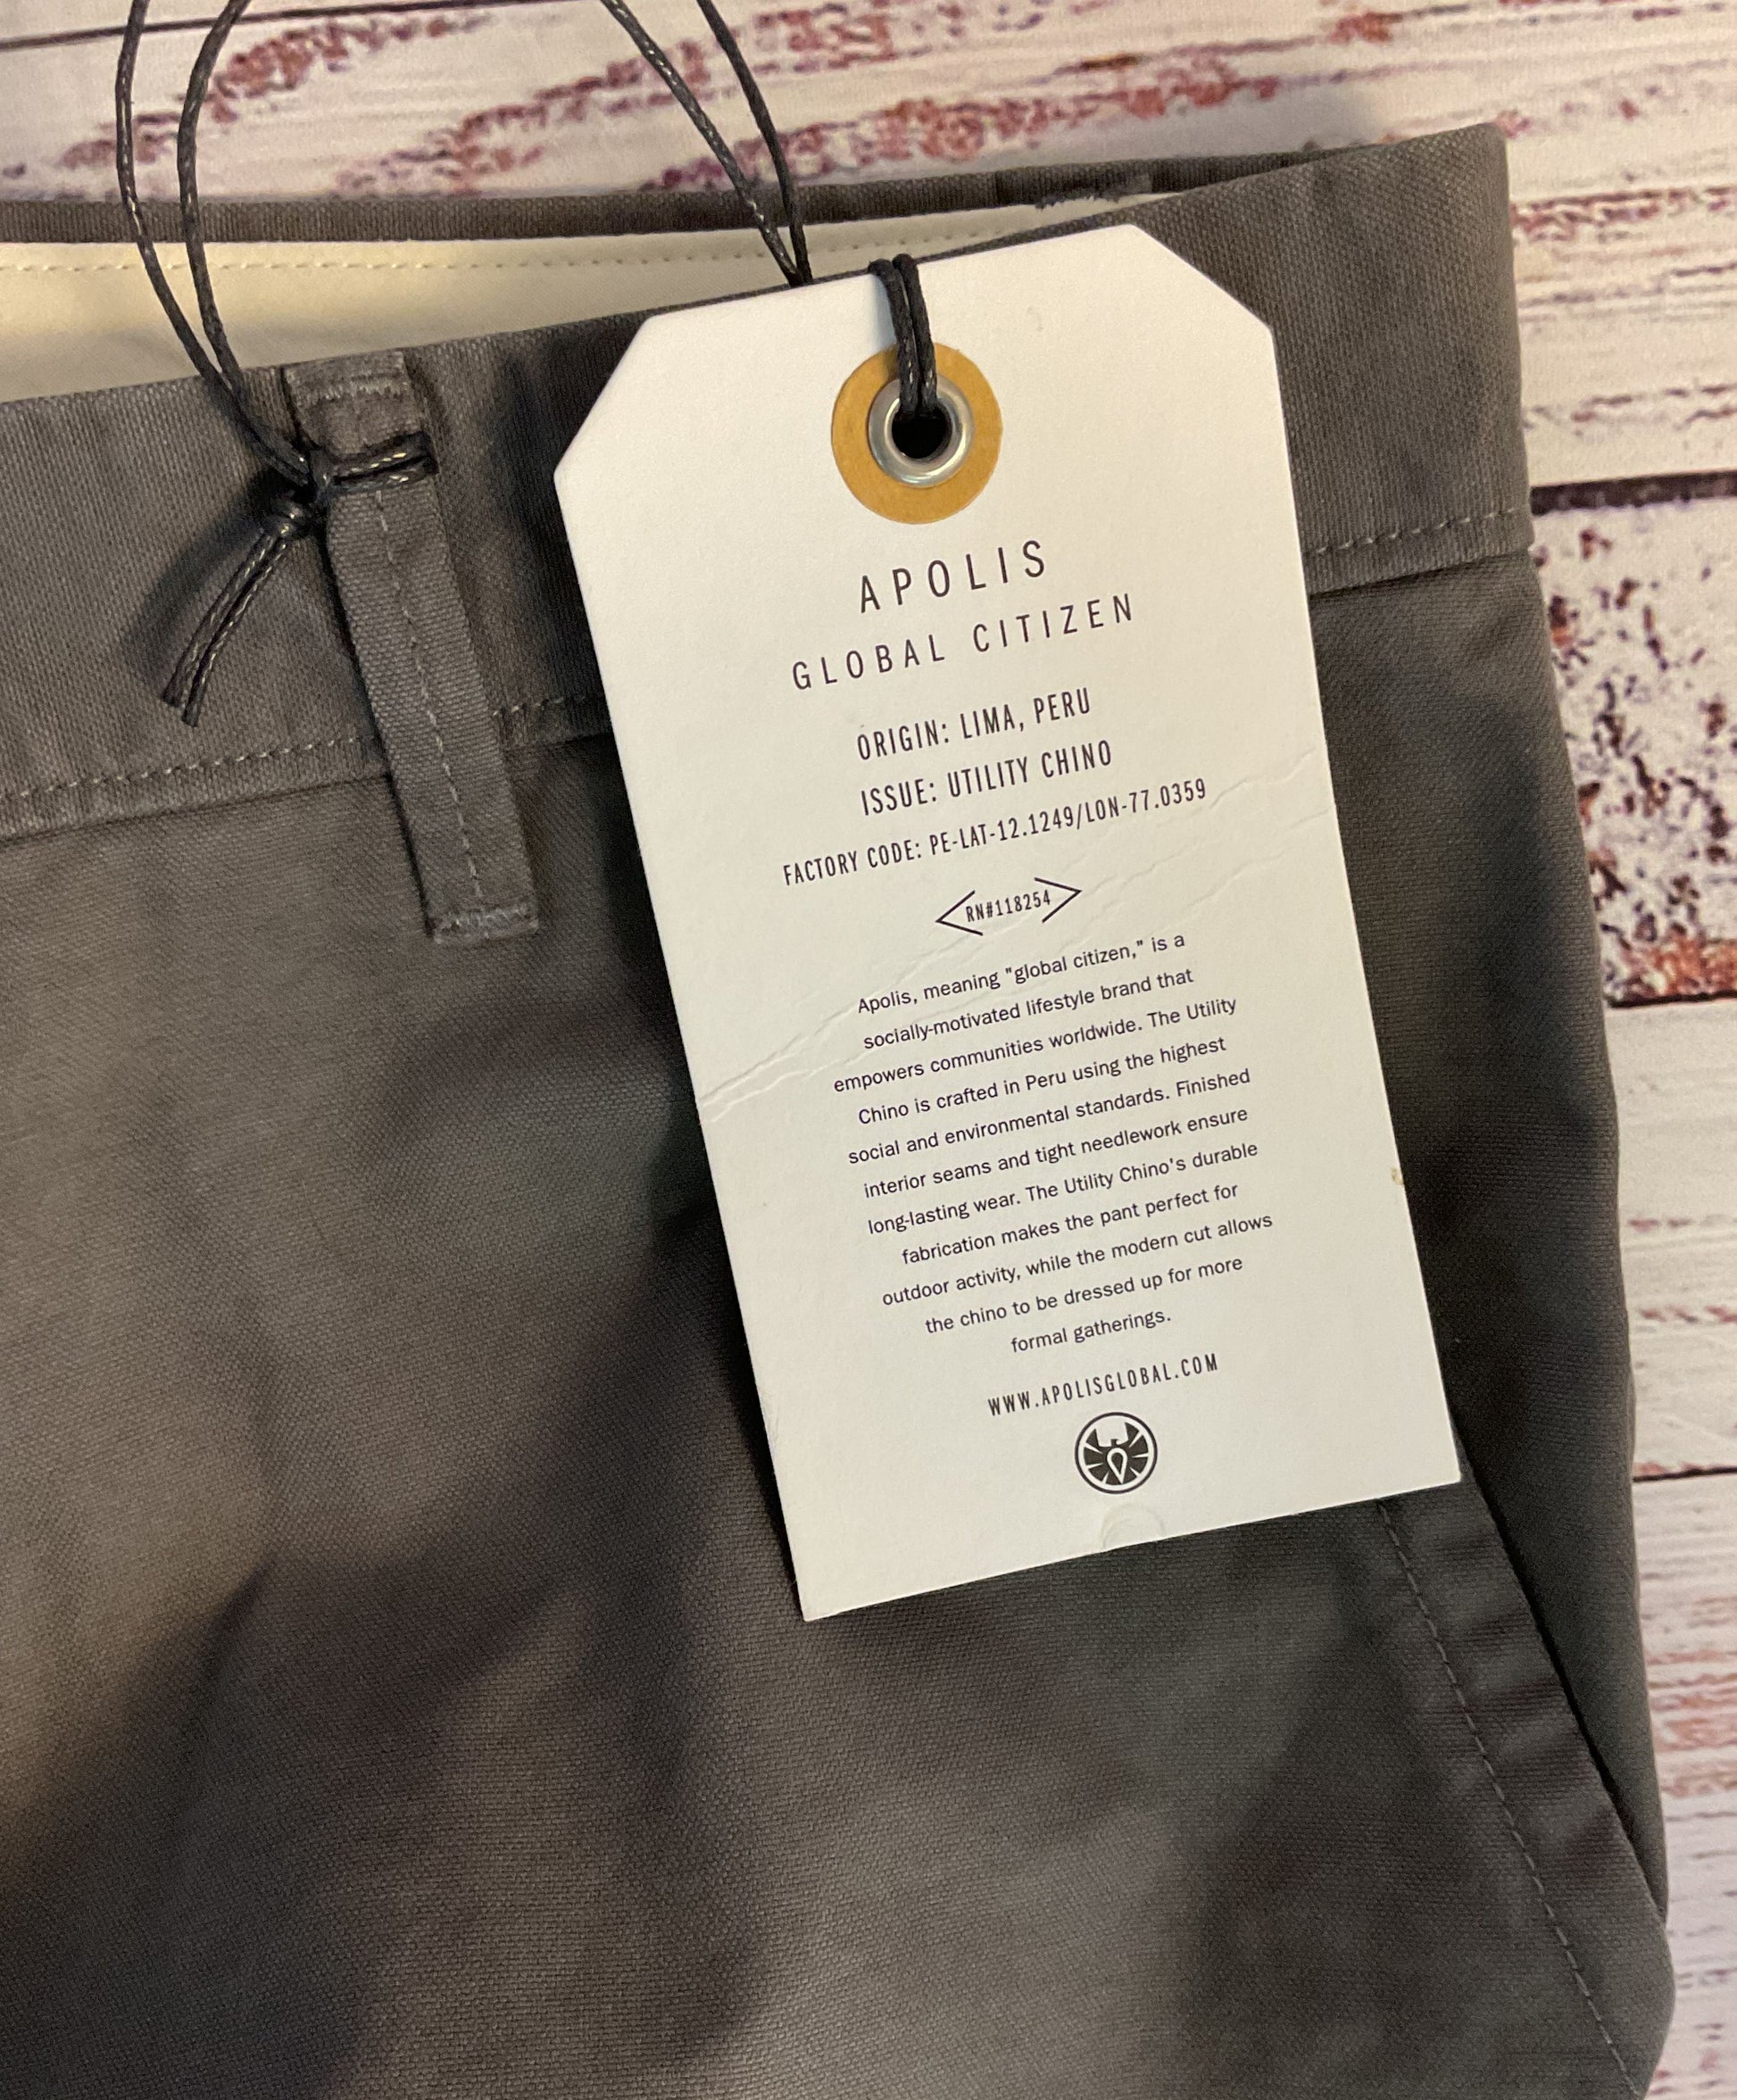 APOLIS
GLOBAL CITIZEN
ORIGIN: LIMA, PERU
ISSUE: UTILITY CHINO
FACTORY CODE: PE-LAT-12.1249/LON-77.0359
RN#118254
Apolis, meaning "global citizen," is a
socially-motivated lifestyle brand that
empowers communities worldwide. The Utility
Chino is crafted in Peru using the highest
social and environmental standards. Finished
interior seams and tight needlework ensure
long-lasting wear. The Utility Chino's durable
fabrication makes the pant perfect for
outdoor activity, while the modern cut allows
the chino to be dressed up for more
formal gatherings.
WWW.APOLISGLOBAL.COM